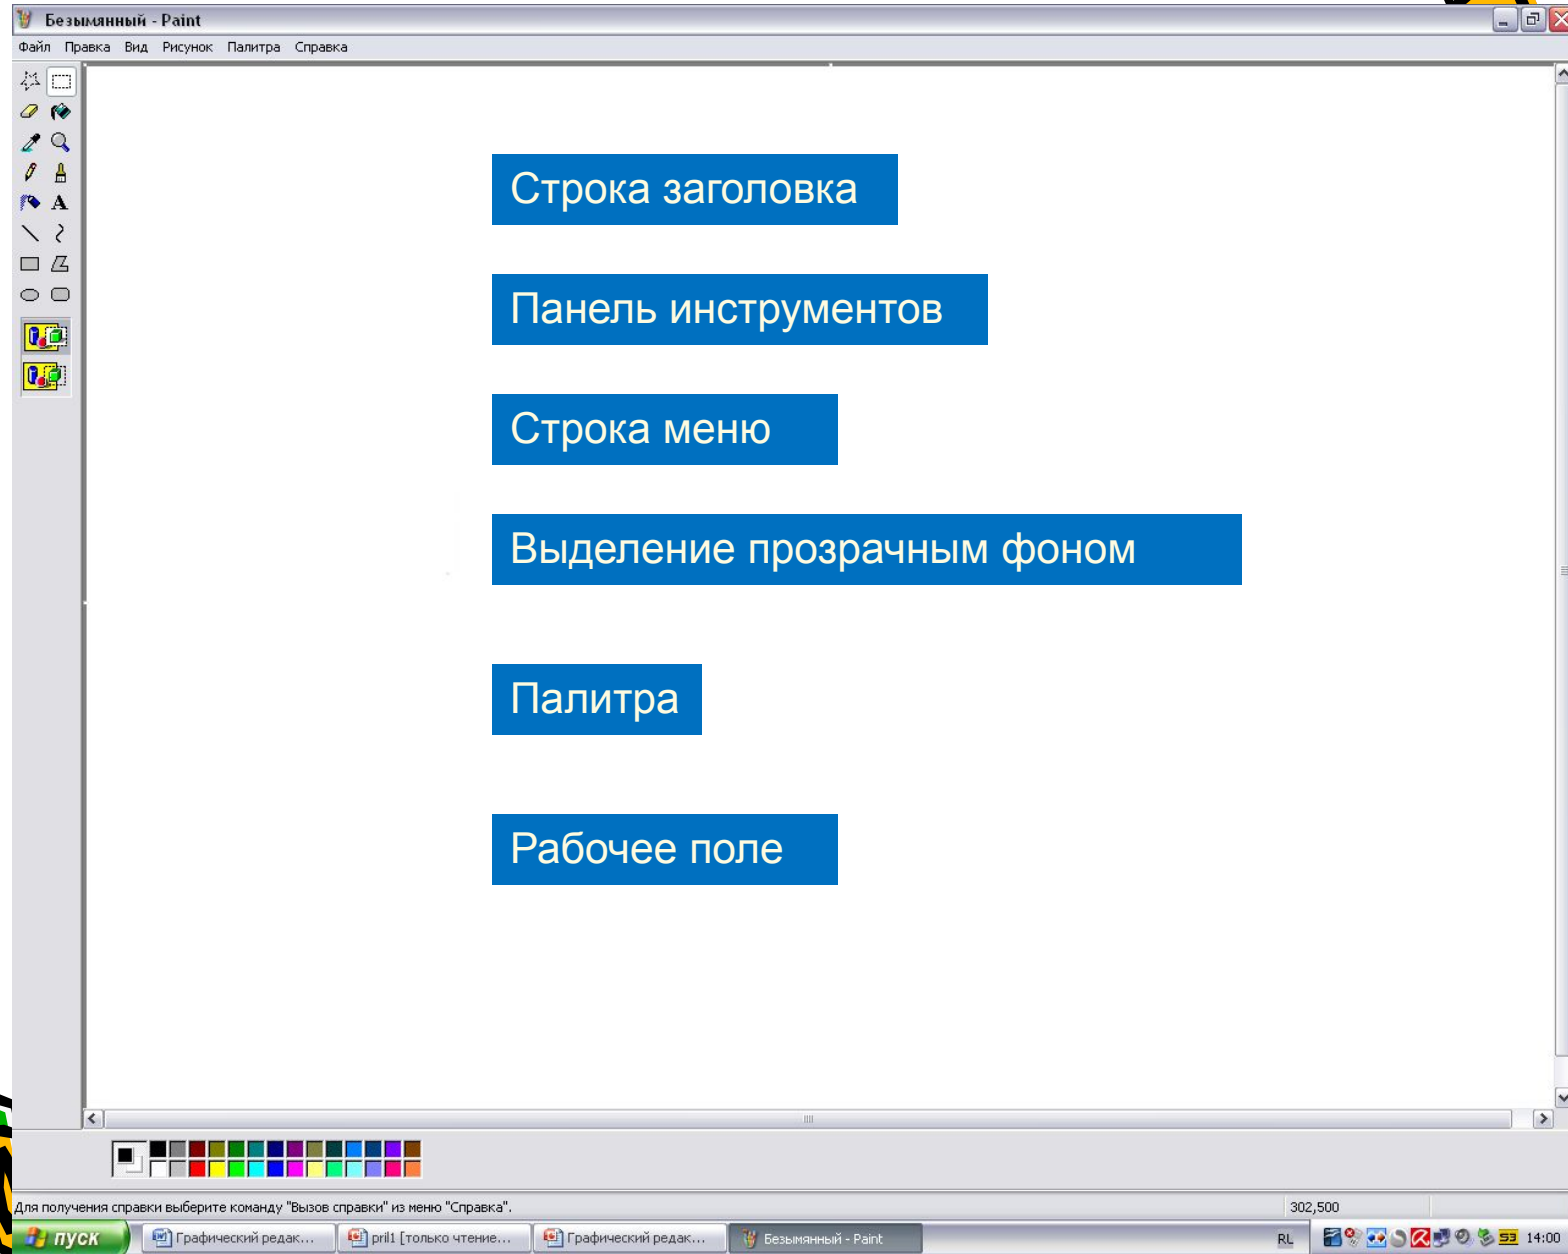 Безымянный - Paint
Файл Правка Вид Рисунок Палитра Справка
A
Строка заголовка
Панель инструментов
Строка меню
Выделение прозрачным фоном
Палитра
Рабочее поле
Для получения справки выберите команду "Вызов справки" из меню "Справка".
302,500
пуск
Графический редак...
pril1 [только чтение...
Графический редак...
Безымянный - Paint
RL
53
14:00